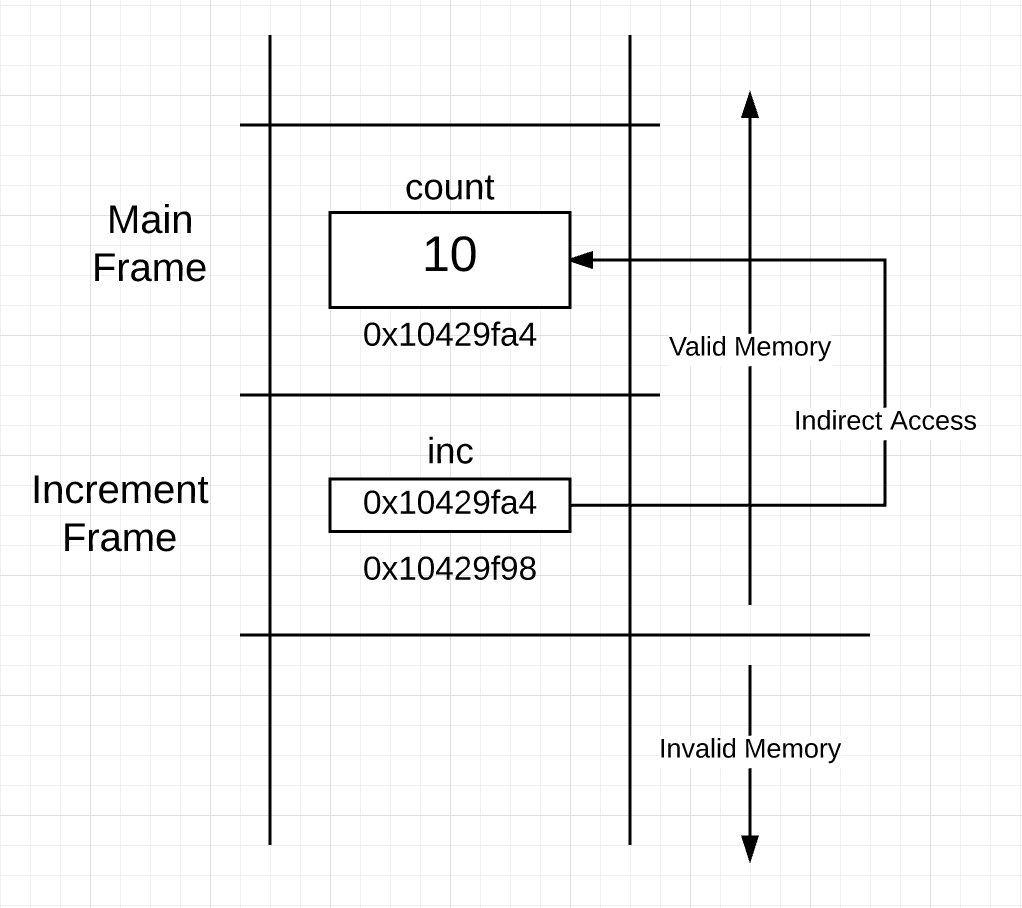 count
Main
Frame
10
0x10429fa4
Valid Memory
Indirect Access
inc
Increment
Frame
0x10429fa4
0x10429f98
Invalid Memory